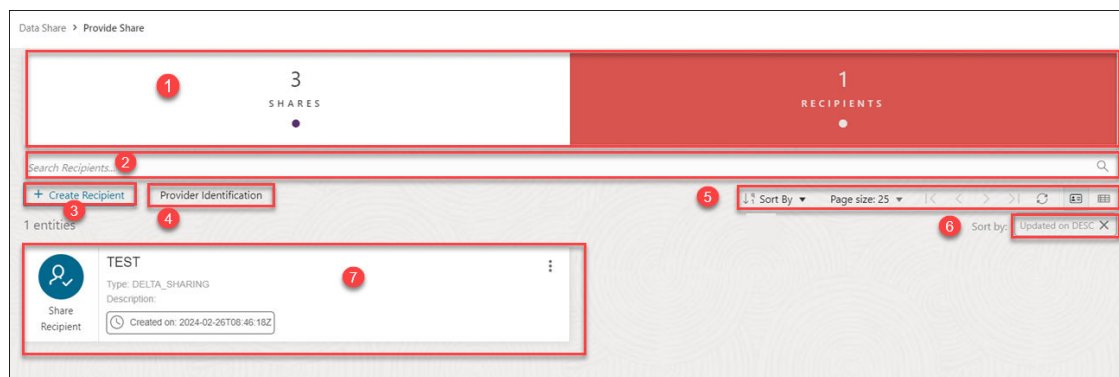 Data Share > Provide Share
1
3
SHARES
1
RECIPIENTS
Search Recipients...
2
+ Create Recipient
Provider Identification
5
Sort By
Page size: 25
3
4
1 entities
6
Sort by:
Updated on DESC X
TEST
7
Type: DELTA_SHARING
Description:
Share
Recipient
Created on: 2024-02-26T08:46:18Z